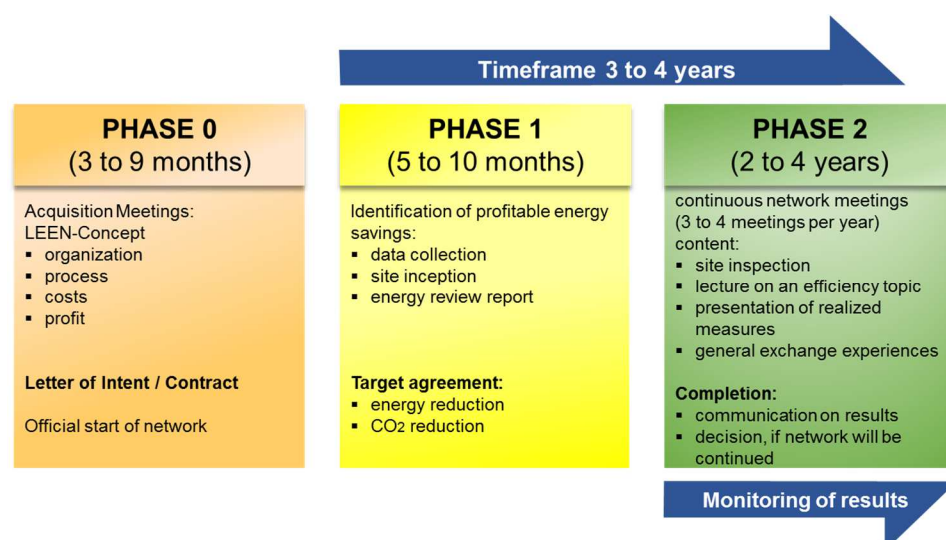 Timeframe 3 to 4 years
PHASE 0
(3 to 9 months)
Acquisition Meetings:
LEEN-Concept
▪ organization
▪ process
▪ costs
▪ profit
Letter of Intent / Contract
Official start of network
PHASE 1
(5 to 10 months)
Identification of profitable energy
savings:
▪ data collection
▪ site inception
▪ energy review report
Target agreement:
▪ energy reduction
▪ CO2 reduction
PHASE 2
(2 to 4 years)
continuous network meetings
(3 to 4 meetings per year)
content:
▪ site inspection
▪ lecture on an efficiency topic
▪ presentation of realized
measures
▪ general exchange experiences
Completion:
▪ communication on results
▪ decision, if network will be
continued
Monitoring of results